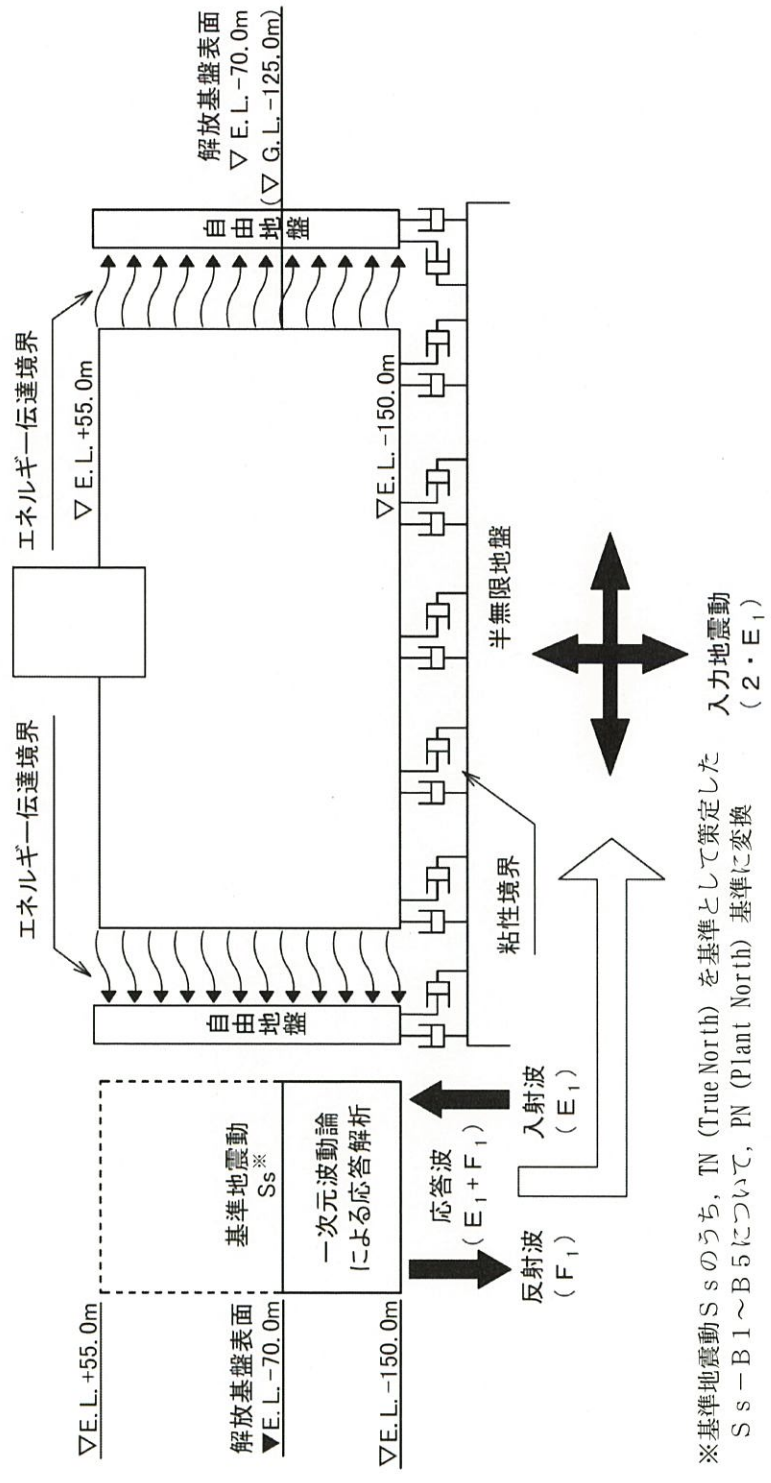 ▽E.L.+55.0m
解放基盤表面
▼E.L.-70.0m
▽E.L.-150.0m
基準地震動
Ss※
一次元波動論
による応答解析
応答波
(E₁+F₁)
反射波
(F₁)
入射波
(E₁)
エネルギー伝達境界
エネルギー伝達境界
▽E.L.+55.0m
▽E.L.-150.0m
自由地盤
自由地盤
解放基盤表面
▽ E.L.-70.0m
(▽ G.L.-125.0m)
粘性境界
半無限地盤
入力地震動
(2・E₁)
※基準地震動Ssのうち,TN (True North) を基準として策定した
Ss-B1~B5について,PN (Plant North) 基準に変換